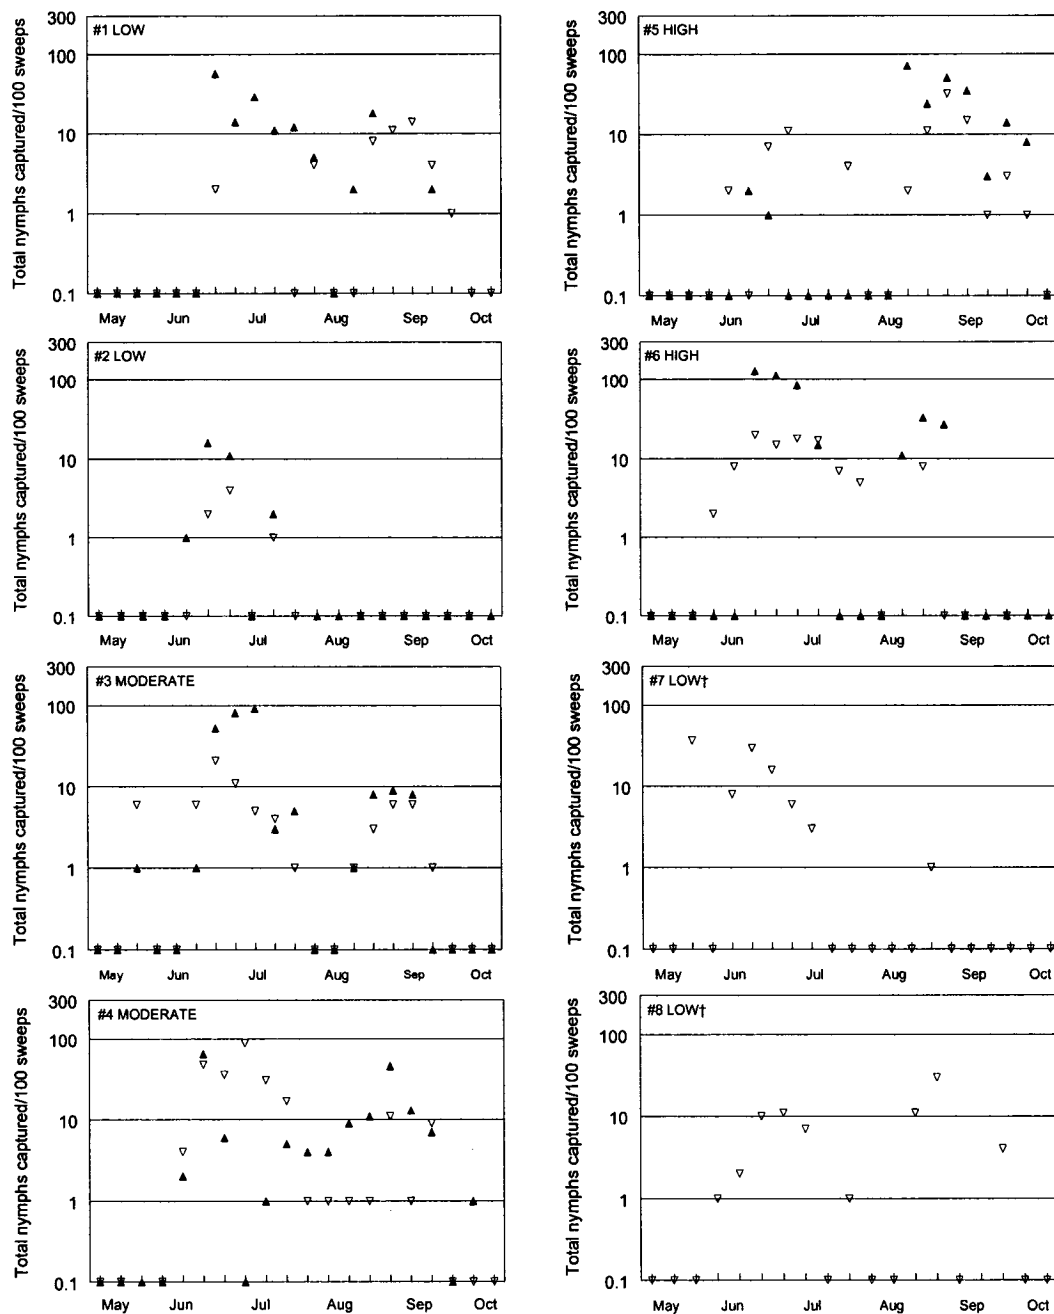 #1 LOW
Total nymphs captured/100 sweeps
300
100
10
1
0.1
May Jun Jul Aug Sep Oct
#2 LOW
Total nymphs captured/100 sweeps
300
100
10
1
0.1
May Jun Jul Aug Sep Oct
#3 MODERATE
Total nymphs captured/100 sweeps
300
100
10
1
0.1
May Jun Jul Aug Sep Oct
#4 MODERATE
Total nymphs captured/100 sweeps
300
100
10
1
0.1
May Jun Jul Aug Sep Oct
#5 HIGH
Total nymphs captured/100 sweeps
300
100
10
1
0.1
May Jun Jul Aug Sep Oct
#6 HIGH
Total nymphs captured/100 sweeps
300
100
10
1
0.1
May Jun Jul Aug Sep Oct
#7 LOW†
Total nymphs captured/100 sweeps
300
100
10
1
0.1
May Jun Jul Aug Sep Oct
#8 LOW†
Total nymphs captured/100 sweeps
300
100
10
1
0.1
May Jun Jul Aug Sep Oct